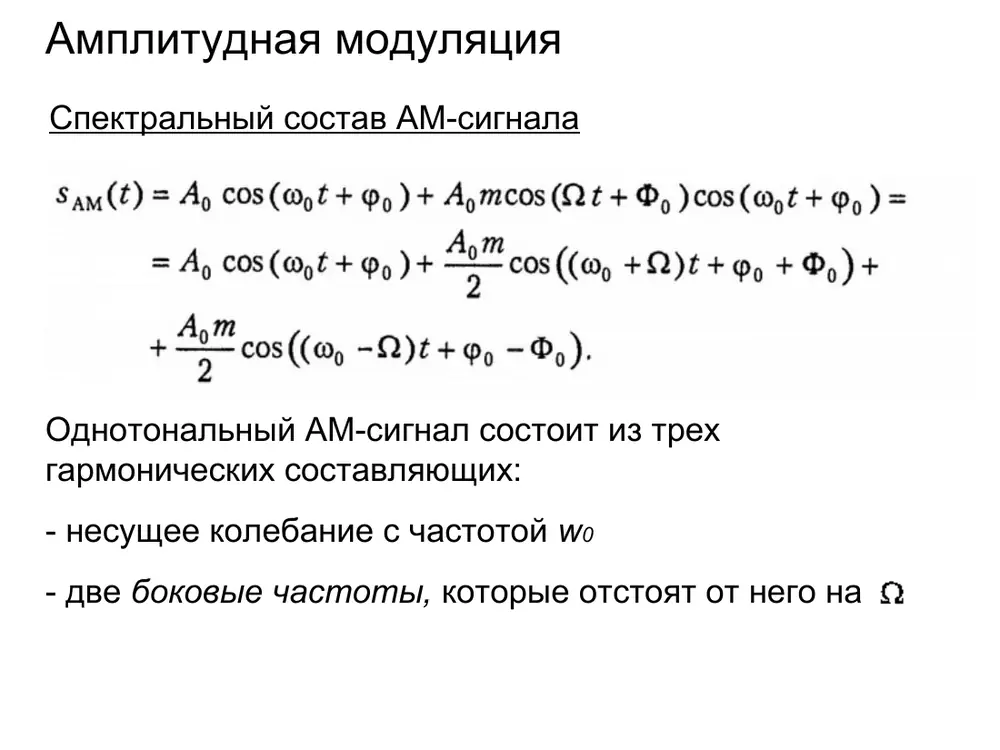 Амплитудная модуляция
Спектральный состав АМ-сигнала
s_АМ(t) = A₀ cos(ω₀t + φ₀) + A₀mcos(Ωt + Φ₀)cos(ω₀t + φ₀) =
= A₀ cos(ω₀t + φ₀) + A₀m/2 cos((ω₀ + Ω)t + φ₀ + Φ₀) +
+ A₀m/2 cos((ω₀ − Ω)t + φ₀ − Φ₀).
Однотональный АМ-сигнал состоит из трех
гармонических составляющих:
- несущее колебание с частотой w₀
- две боковые частоты, которые отстоят от него на Ω